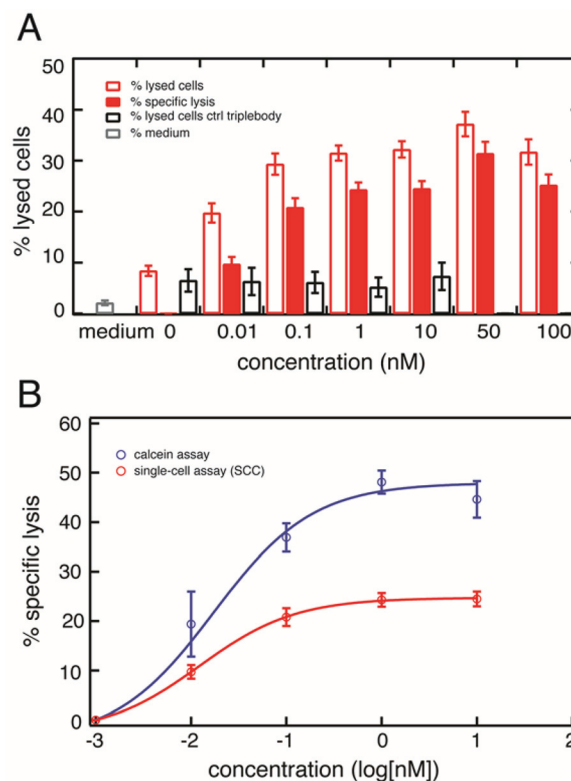 A
50
40
30
20
10
0
% lysed cells
% lysed cells
% specific lysis
% lysed cells ctrl triplebody
% medium
medium 0 0.01 0.1 1 10 50 100
concentration (nM)
B
60
50
40
30
20
10
0
% specific lysis
calcein assay
single-cell assay (SCC)
-3 -2 -1 0 1 2
concentration (log[nM])